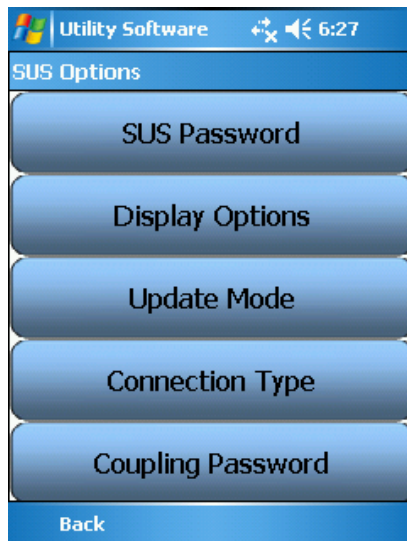 Utility Software 6:27
SUS Options
SUS Password
Display Options
Update Mode
Connection Type
Coupling Password
Back